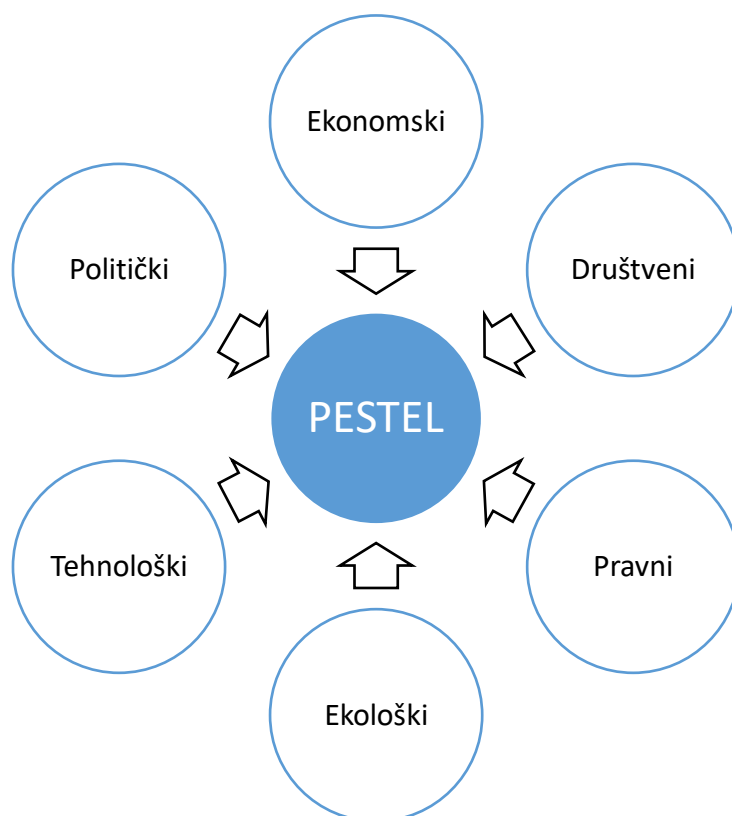 Ekonomski
Politički
Društveni
PESTEL
Tehnološki
Pravni
Ekološki